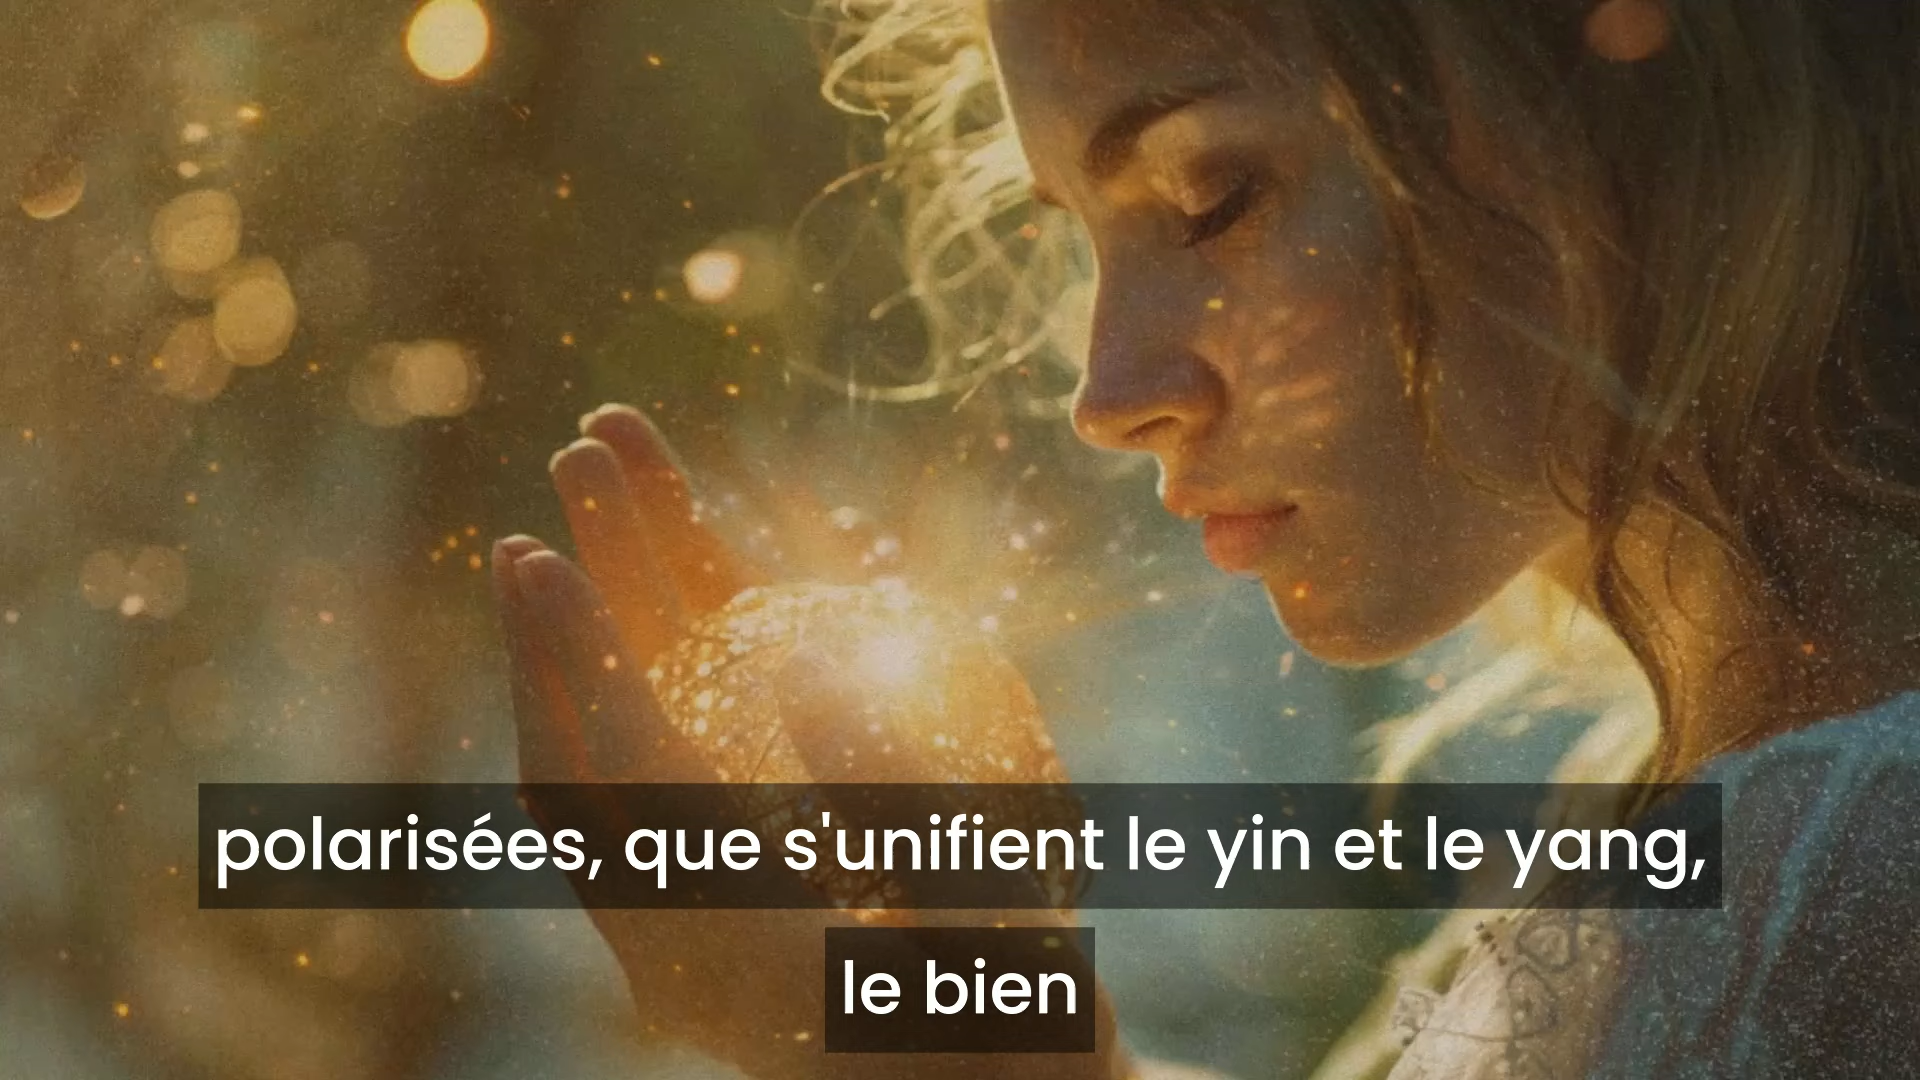 polarisées, que s'unifient le yin et le yang,
le bien